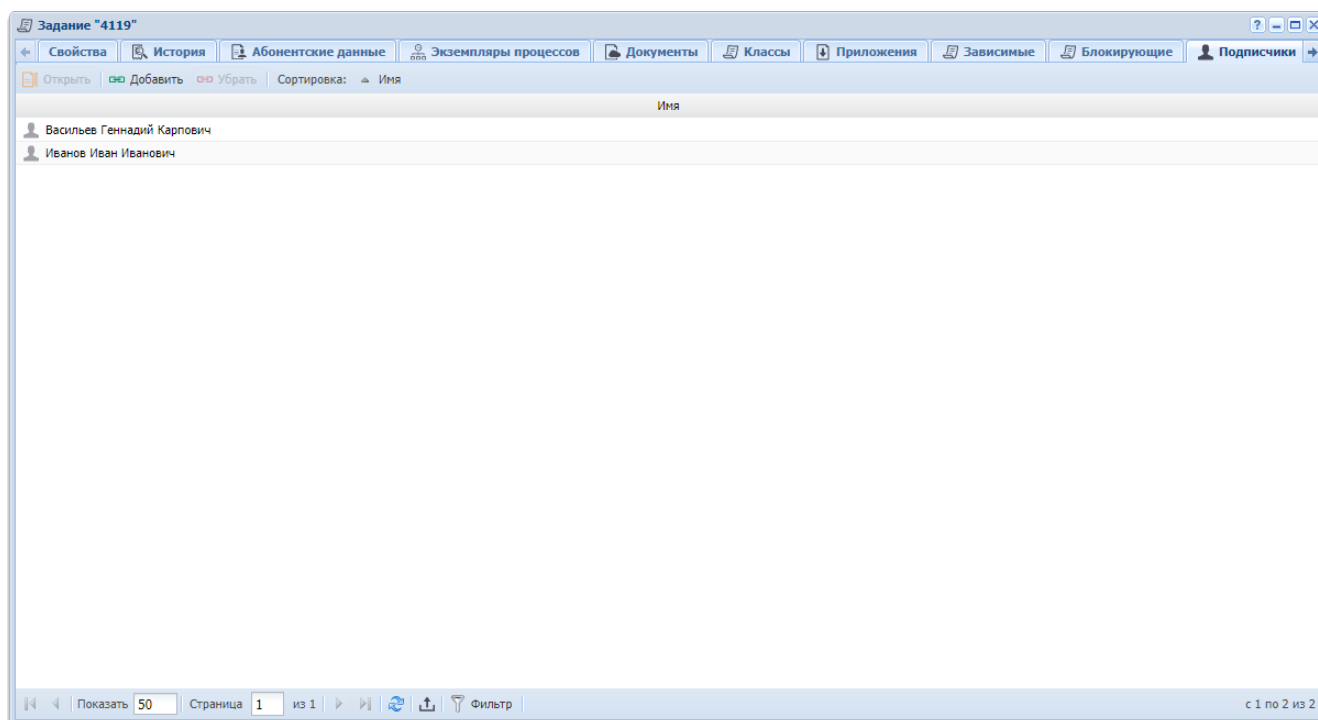 Задание "4119"
Свойства История Абонентские данные Экземпляры процессов Документы Классы Приложения Зависимые Блокирующие Подписчики
Открыть Добавить Убрать Сортировка: Имя
Имя
Васильев Геннадий Карпович
Иванов Иван Иванович
Показать 50 Страница 1 из 1 Фильтр с 1 по 2 из 2